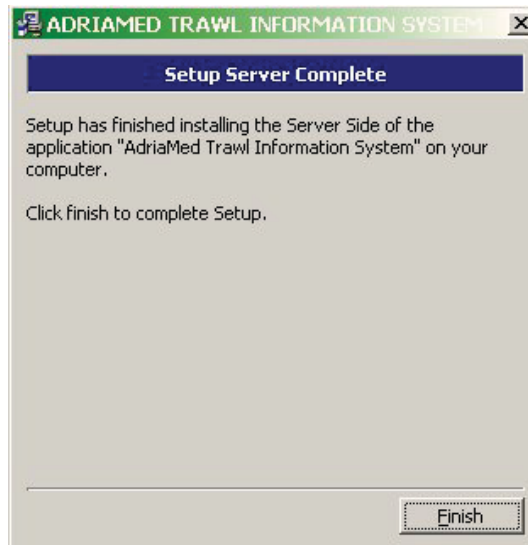 ADRIAMED TRAWL INFORMATION SYSTEM
Setup Server Complete
Setup has finished installing the Server Side of the
application "AdriaMed Trawl Information System" on your
computer.
Click finish to complete Setup.
Finish